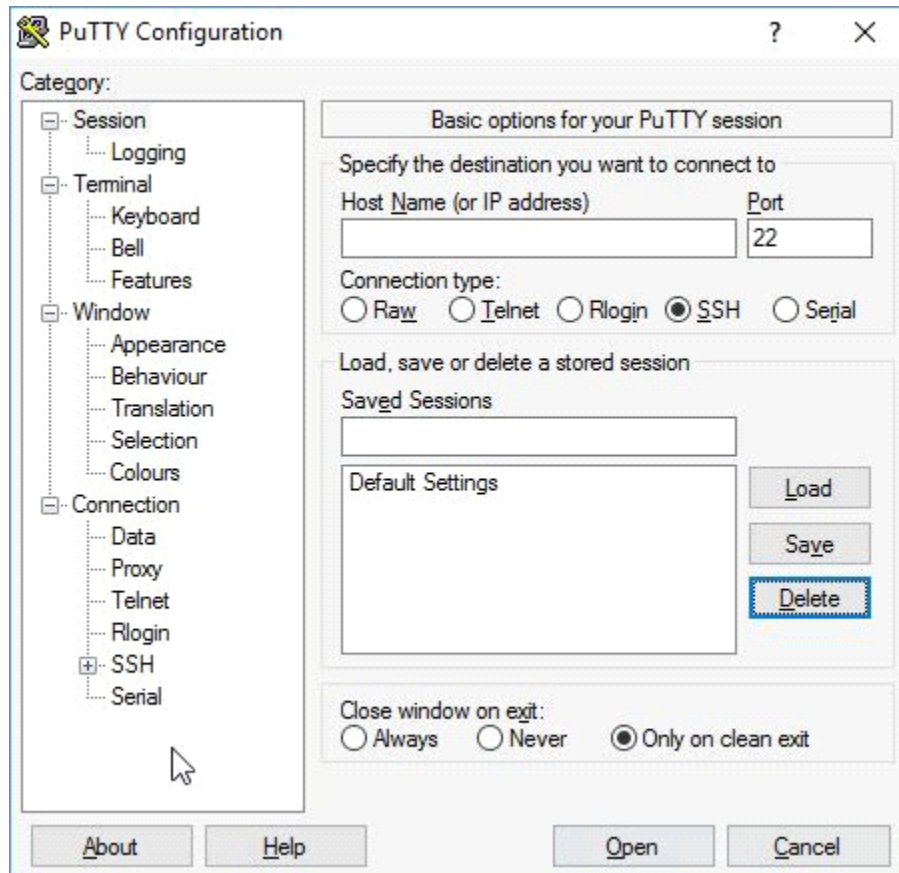 PuTTY Configuration ? 
Category:
Session
Logging
Terminal
Keyboard
Bell
Features
Window
Appearance
Behaviour
Translation
Selection
Colours
Connection
Data
Proxy
Telnet
Rlogin
SSH
Serial
Basic options for your PuTTY session
Specify the destination you want to connect to
Host Name (or IP address) Port
22
Connection type:
Raw Telnet Rlogin SSH Serial
Load, save or delete a stored session
Saved Sessions
Default Settings
Load
Save
Delete
Close window on exit:
Always Never Only on clean exit
About Help Open Cancel